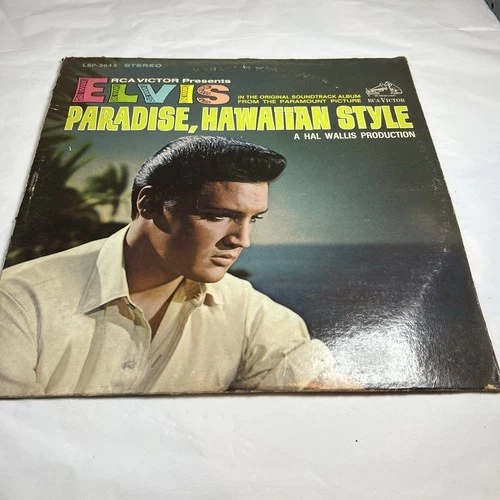 LSP-3643 STEREO
RCA VICTOR Presents
ELVIS
IN THE ORIGINAL SOUNDTRACK ALBUM
FROM THE PARAMOUNT PICTURE
RCA VICTOR
PARADISE, HAWAIIAN STYLE
A HAL WALLIS PRODUCTION